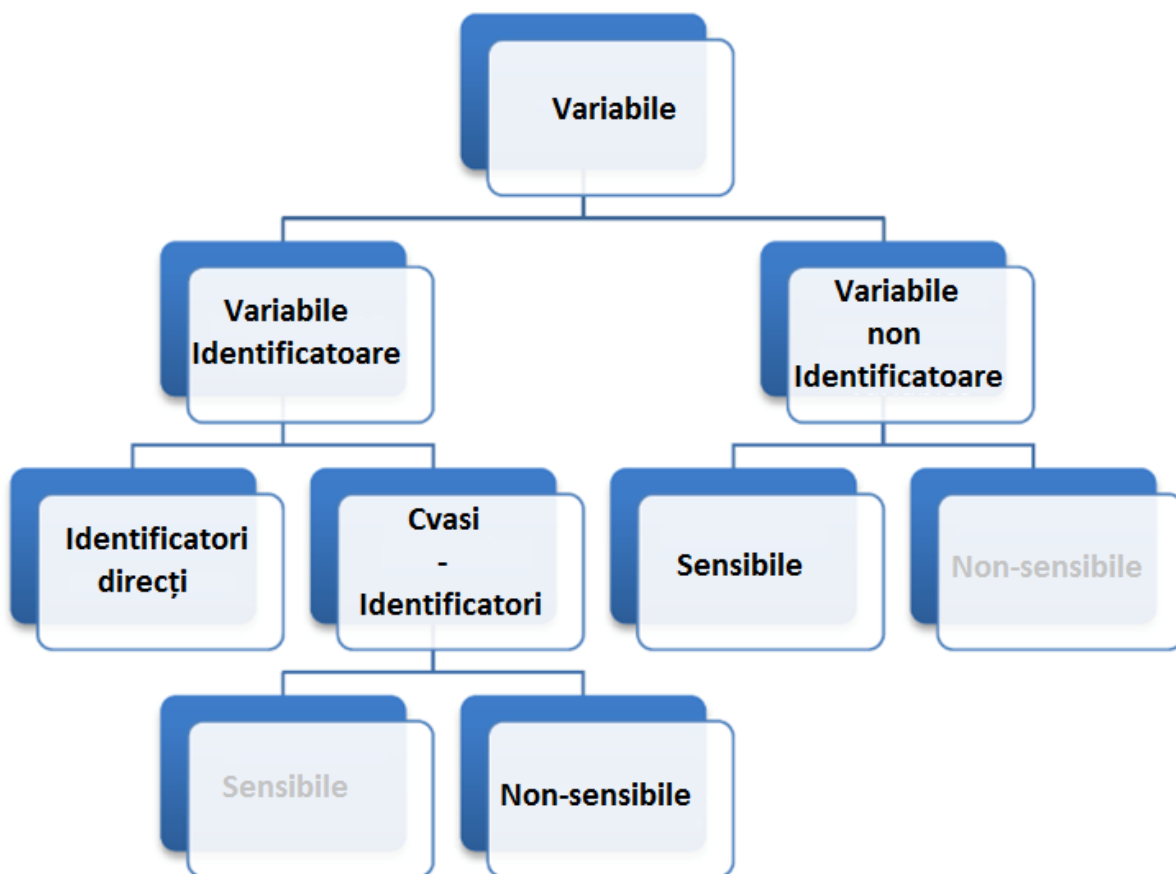 Variabile
Variabile
Identificatoare
Variabile
non
Identificatoare
Identificatori
direcți
Cvasi
-
Identificatori
Sensibile
Non-sensibile
Sensibile
Non-sensibile